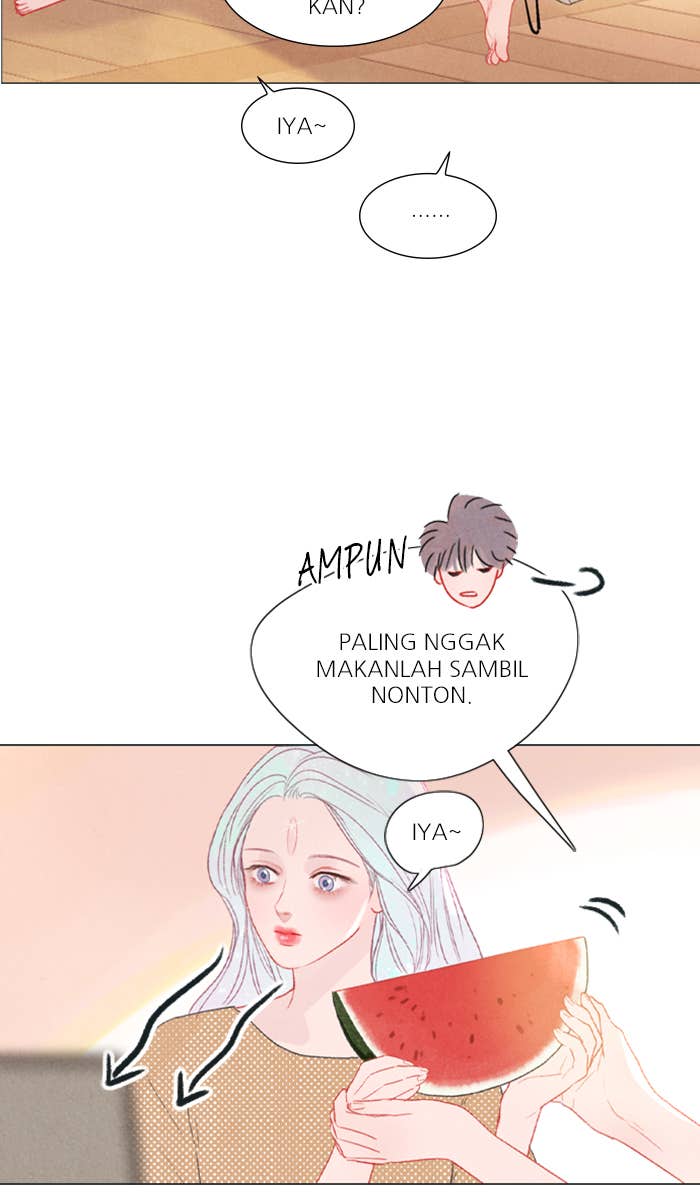 KAN?
IYA~
......
AMPUN
PALING NGGAK
MAKANLAH SAMBIL
NONTON.
IYA~